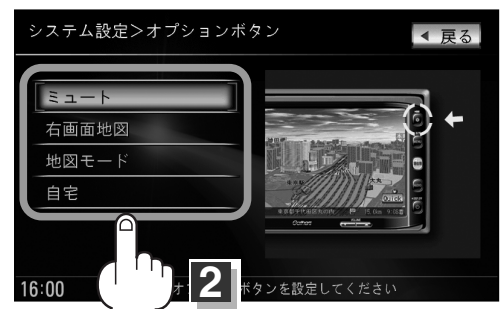 システム設定＞オプションボタン
◀ 戻る
ミュート
右画面地図
地図モード
自宅
QUICK
2
16:00
オ
ボタンを設定してください